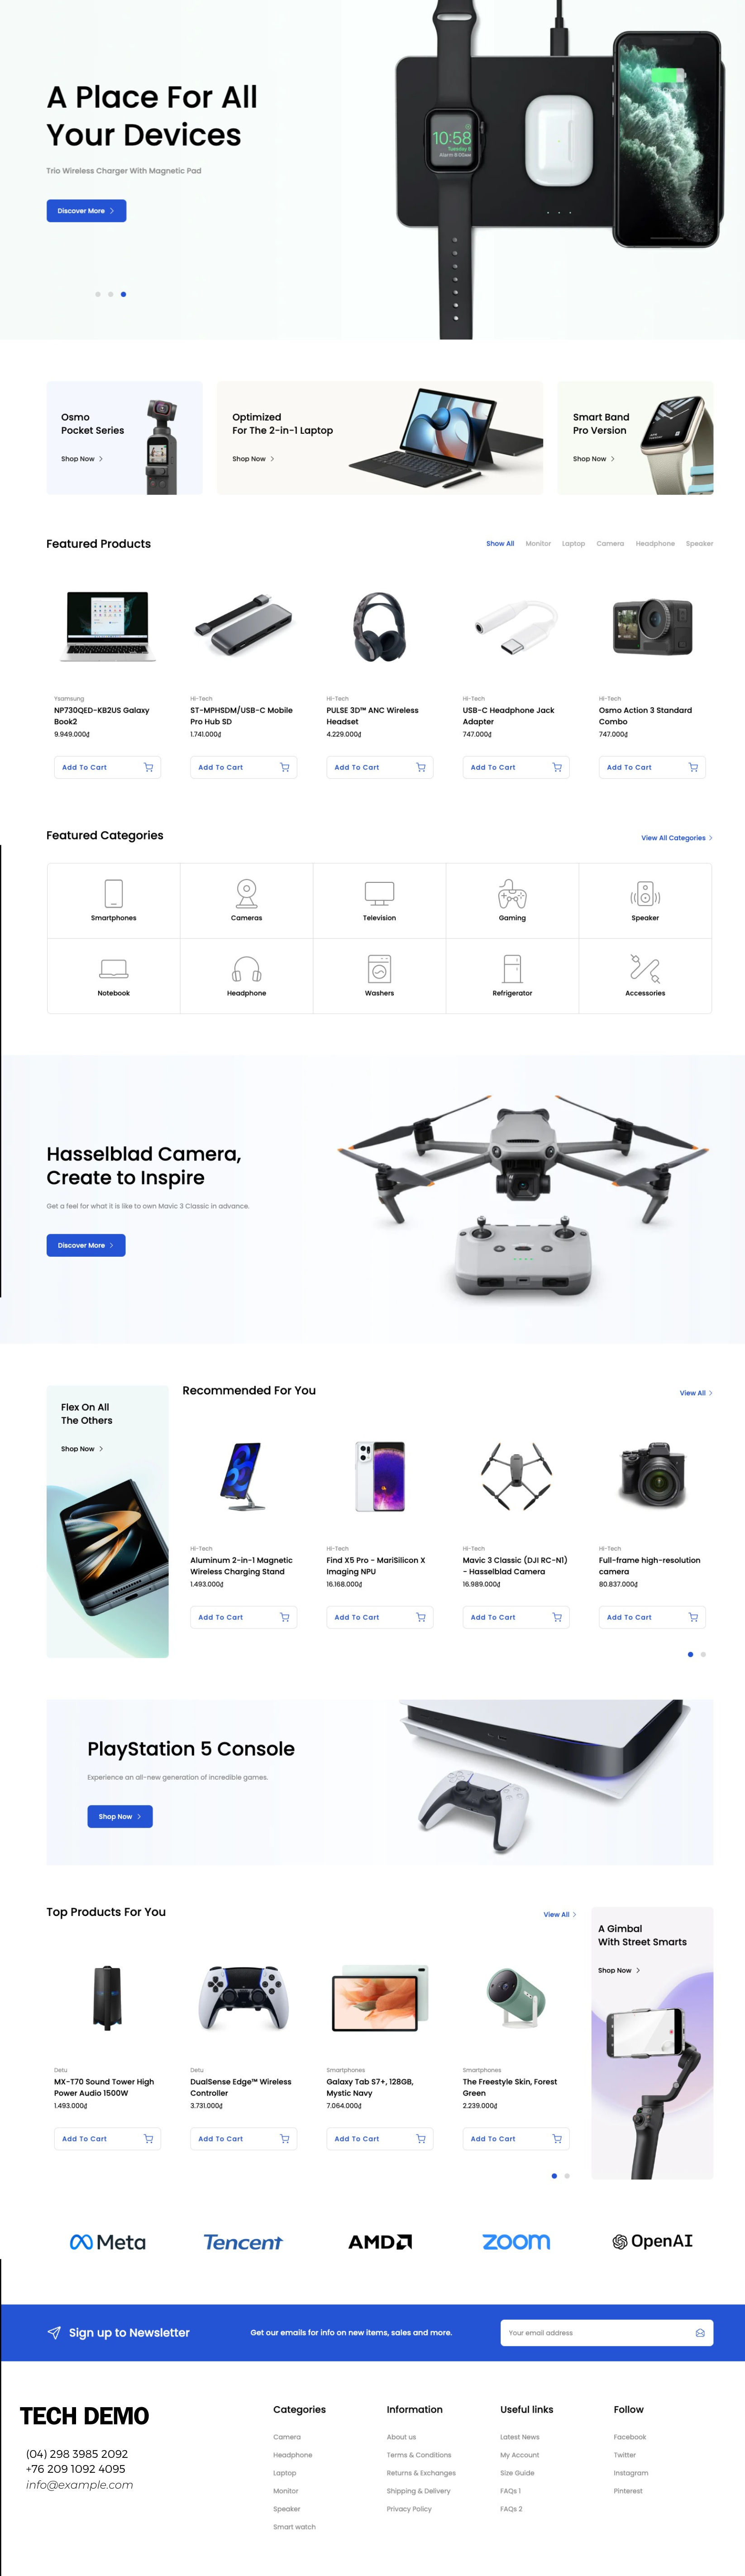 A Place For All
Your Devices
Trio Wireless Charger With Magnetic Pad
Discover More
10:58
Tuesday 6
Alarm 8:00AM
Osmo
Pocket Series
Shop Now
Optimized
For The 2-in-1 Laptop
Shop Now
Smart Band
Pro Version
Shop Now
Featured Products
Show All Monitor Laptop Camera Headphone Speaker
Ysamsung
NP730QED-KB2US Galaxy
Book2
9.949.000₫
Add To Cart
Hi-Tech
ST-MPHSDM/USB-C Mobile
Pro Hub SD
1.741.000₫
Add To Cart
Hi-Tech
PULSE 3D™ ANC Wireless
Headset
4.229.000₫
Add To Cart
Hi-Tech
USB-C Headphone Jack
Adapter
747.000₫
Add To Cart
Hi-Tech
Osmo Action 3 Standard
Combo
747.000₫
Add To Cart
Featured Categories
View All Categories
Smartphones
Cameras
Television
Gaming
Speaker
Notebook
Headphone
Washers
Refrigerator
Accessories
Hasselblad Camera,
Create to Inspire
Get a feel for what it is like to own Mavic 3 Classic in advance.
Discover More
Flex On All
The Others
Shop Now
Recommended For You
View All
Hi-Tech
Aluminum 2-in-1 Magnetic
Wireless Charging Stand
1.493.000₫
Add To Cart
Hi-Tech
Find X5 Pro - MariSilicon X
Imaging NPU
16.168.000₫
Add To Cart
Hi-Tech
Mavic 3 Classic (DJI RC-N1)
- Hasselblad Camera
16.989.000₫
Add To Cart
Hi-Tech
Full-frame high-resolution
camera
80.837.000₫
Add To Cart
PlayStation 5 Console
Experience an all-new generation of incredible games.
Shop Now
Top Products For You
View All
Detu
MX-T70 Sound Tower High
Power Audio 1500W
1.493.000₫
Add To Cart
Detu
DualSense Edge™ Wireless
Controller
3.731.000₫
Add To Cart
Smartphones
Galaxy Tab S7+, 128GB,
Mystic Navy
7.064.000₫
Add To Cart
Smartphones
The Freestyle Skin, Forest
Green
2.239.000₫
Add To Cart
A Gimbal
With Street Smarts
Shop Now
Meta
Tencent
AMD
zoom
OpenAI
Sign up to Newsletter
Get our emails for info on new items, sales and more.
Your email address
TECH DEMO
(04) 298 3985 2092
+76 209 1092 4095
info@example.com
Categories
Camera
Headphone
Laptop
Monitor
Speaker
Smart watch
Information
About us
Terms & Conditions
Returns & Exchanges
Shipping & Delivery
Privacy Policy
Useful links
Latest News
My Account
Size Guide
FAQs 1
FAQs 2
Follow
Facebook
Twitter
Instagram
Pinterest